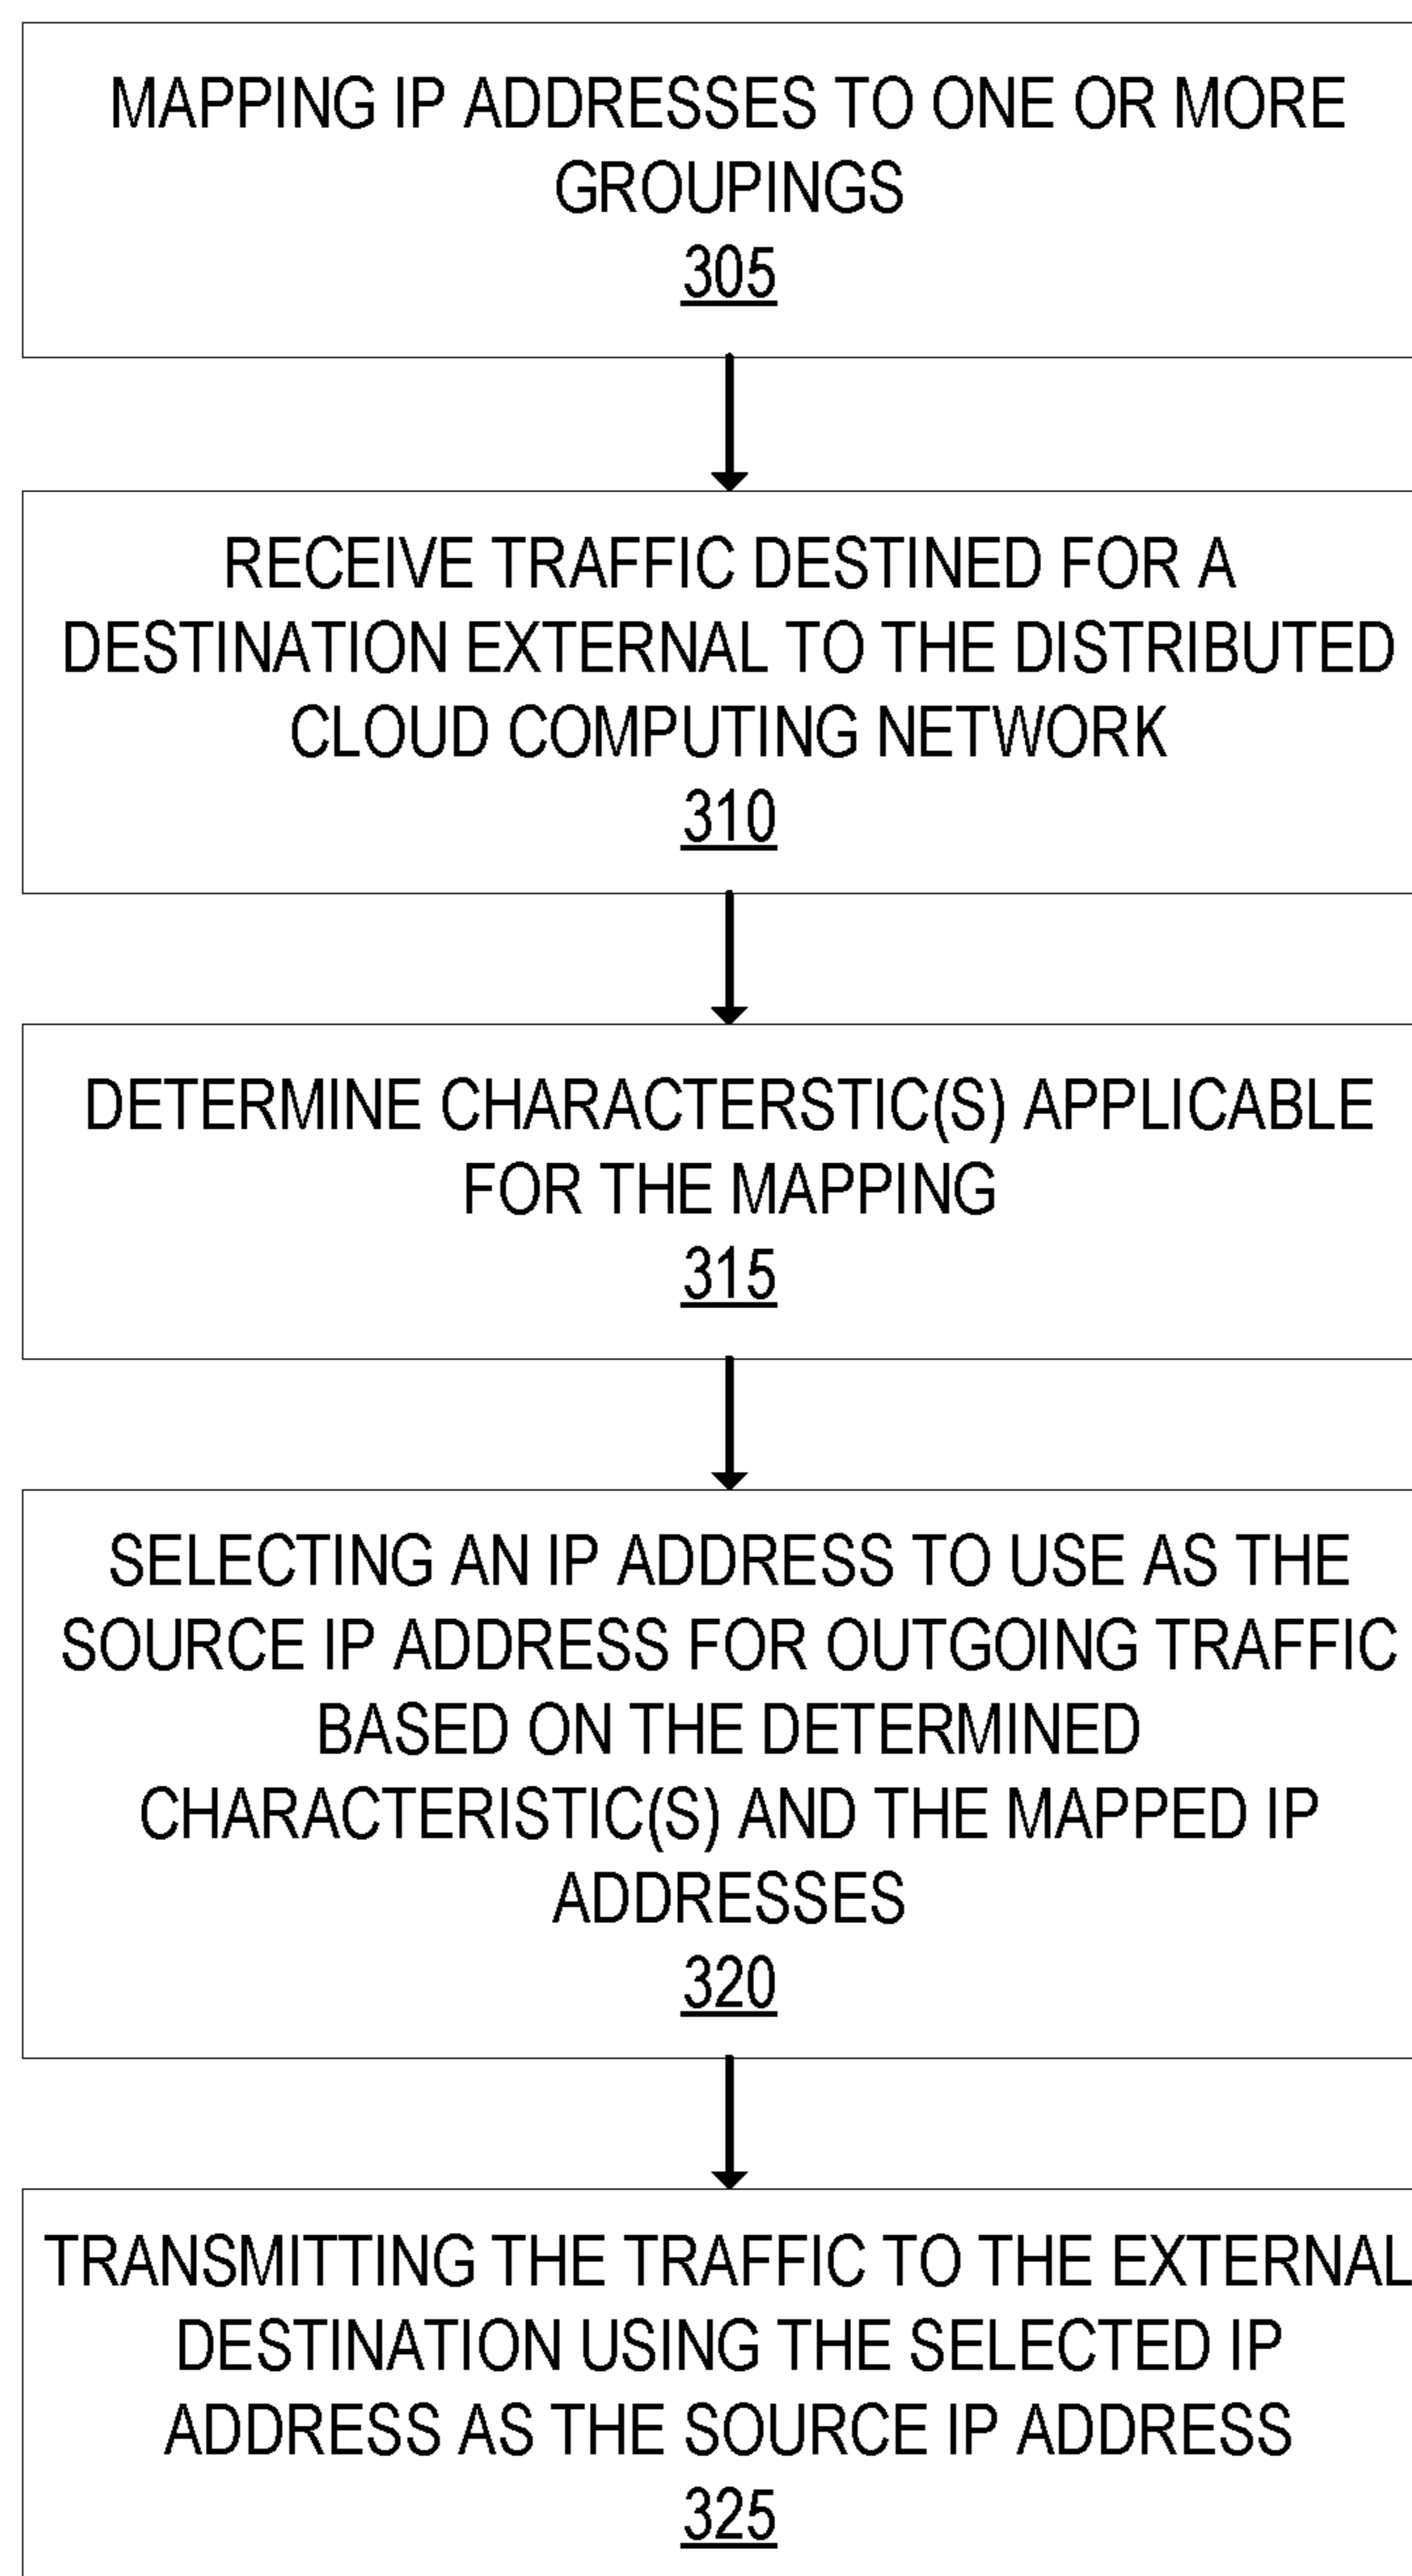 MAPPING IP ADDRESSES TO ONE OR MORE
GROUPINGS
305
RECEIVE TRAFFIC DESTINED FOR A
DESTINATION EXTERNAL TO THE DISTRIBUTED
CLOUD COMPUTING NETWORK
310
DETERMINE CHARACTERSTIC(S) APPLICABLE
FOR THE MAPPING
315
SELECTING AN IP ADDRESS TO USE AS THE
SOURCE IP ADDRESS FOR OUTGOING TRAFFIC
BASED ON THE DETERMINED
CHARACTERISTIC(S) AND THE MAPPED IP
ADDRESSES
320
TRANSMITTING THE TRAFFIC TO THE EXTERNAL
DESTINATION USING THE SELECTED IP
ADDRESS AS THE SOURCE IP ADDRESS
325